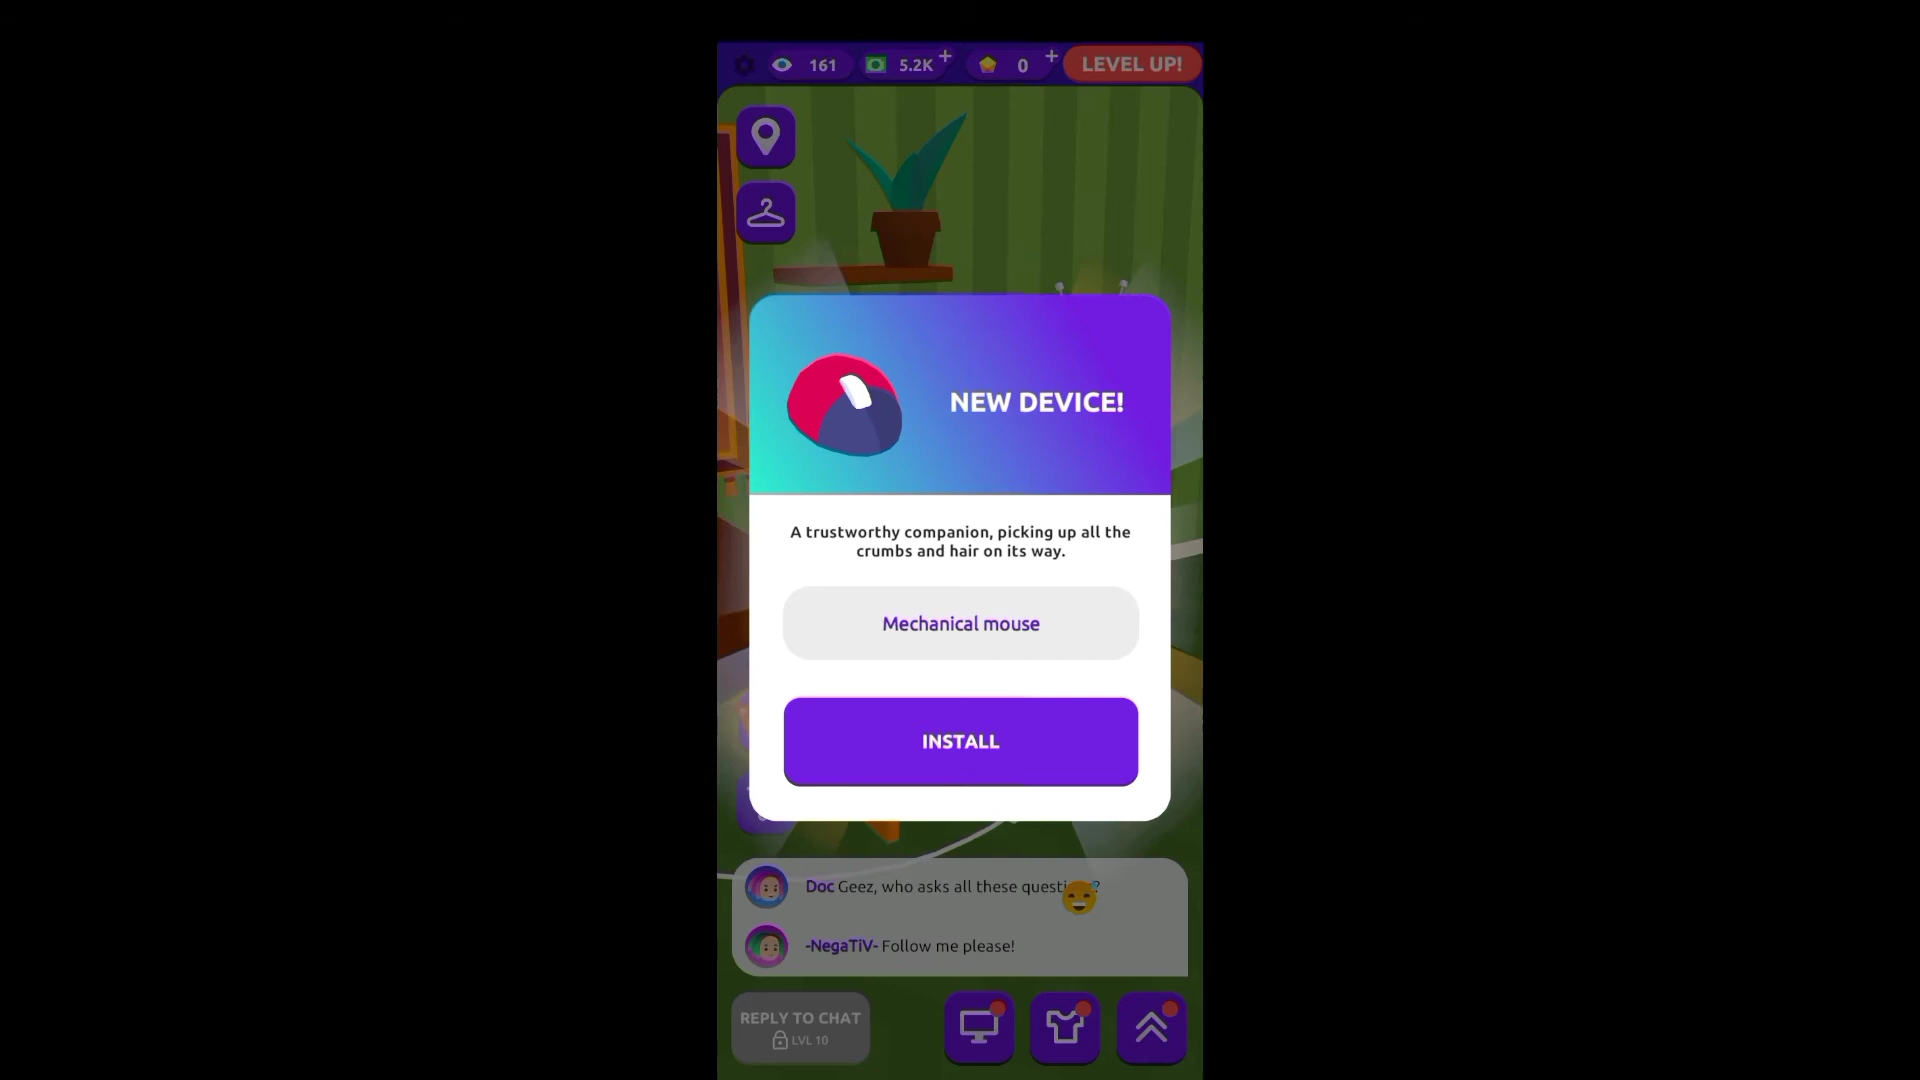 161
5.2K
0
LEVEL UP!
NEW DEVICE!
A trustworthy companion, picking up all the
crumbs and hair on its way.
Mechanical mouse
INSTALL
Doc Geez, who asks all these questi ?
-NegaTiV- Follow me please!
REPLY TO CHAT
LVL 10